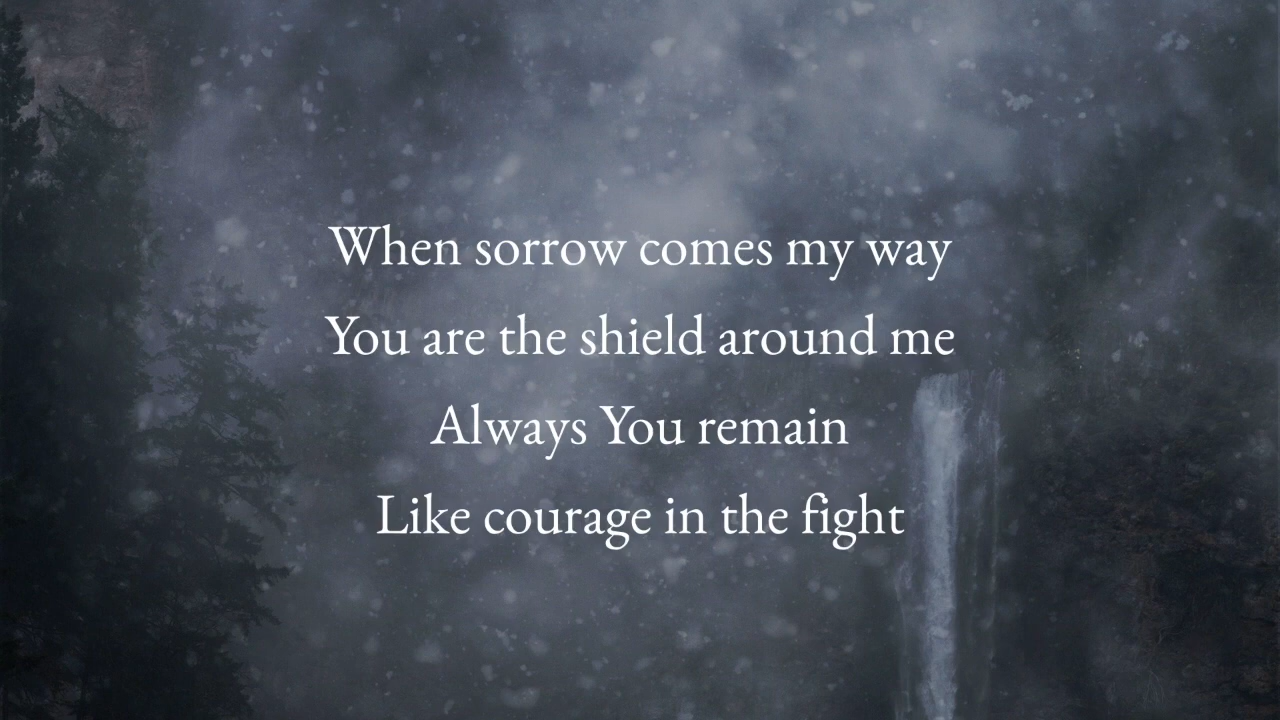 When sorrow comes my way
You are the shield around me
Always You remain
Like courage in the fight